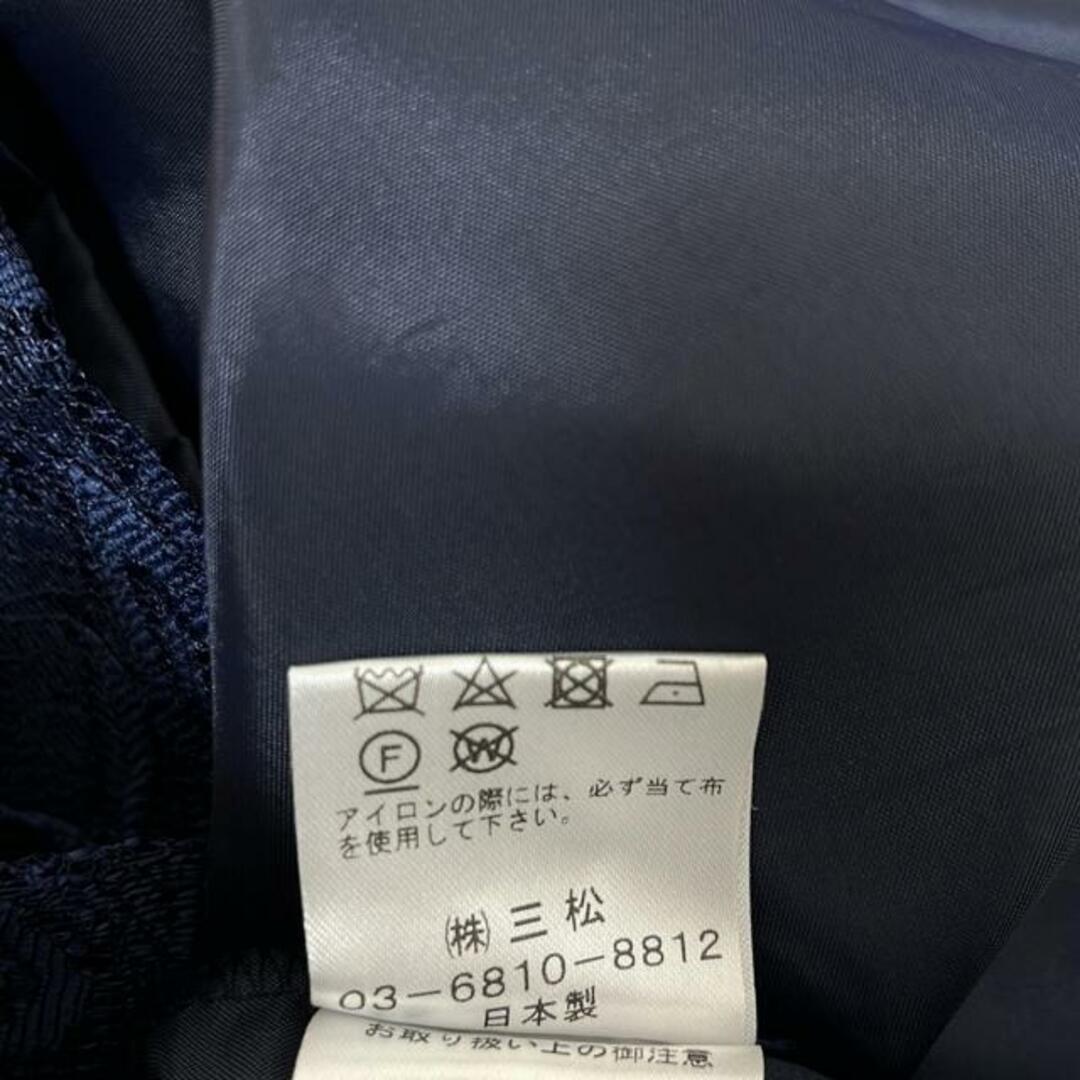 F W
アイロンの際には、必ず当て布
を使用して下さい。
㈱三松
03-6810-8812
日本製
お取り扱い上の御注意